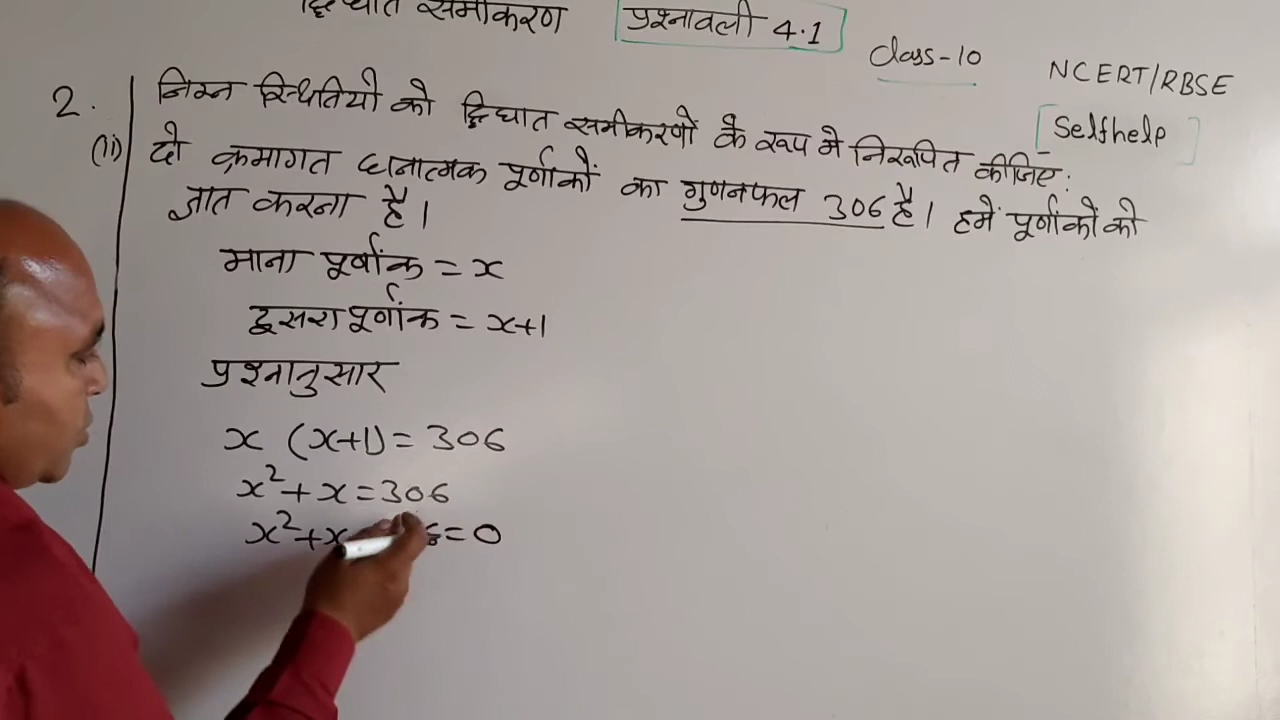 द्विघात समीकरण प्रश्नावली 4.1
Class-10 NCERT/RBSE
Selfhelp
2. निम्न स्थितियों को द्विघात समीकरणों के रूप में निरूपित कीजिए:
(ii) दो क्रमागत धनात्मक पूर्णांकों का गुणनफल 306 है। हमें पूर्णांकों को
ज्ञात करना है।
माना पूर्णांक = x
दूसरा पूर्णांक = x+1
प्रश्नानुसार
x (x+1) = 306
x²+x=306
x²+x 6=0